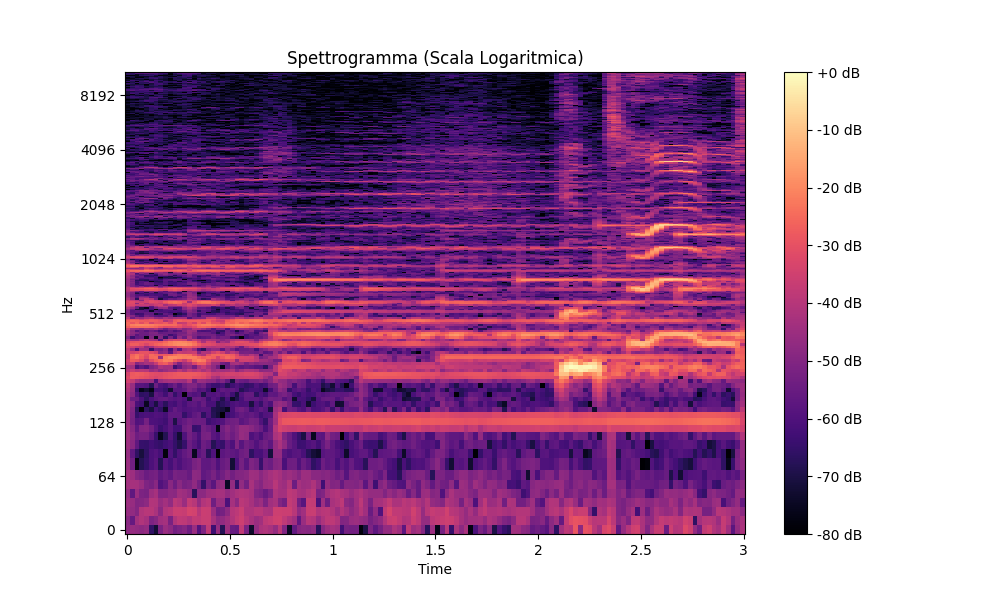 Spettrogramma (Scala Logaritmica)
Hz
8192
4096
2048
1024
512
256
128
64
0
0 0.5 1 1.5 2 2.5 3
Time
+0 dB
-10 dB
-20 dB
-30 dB
-40 dB
-50 dB
-60 dB
-70 dB
-80 dB